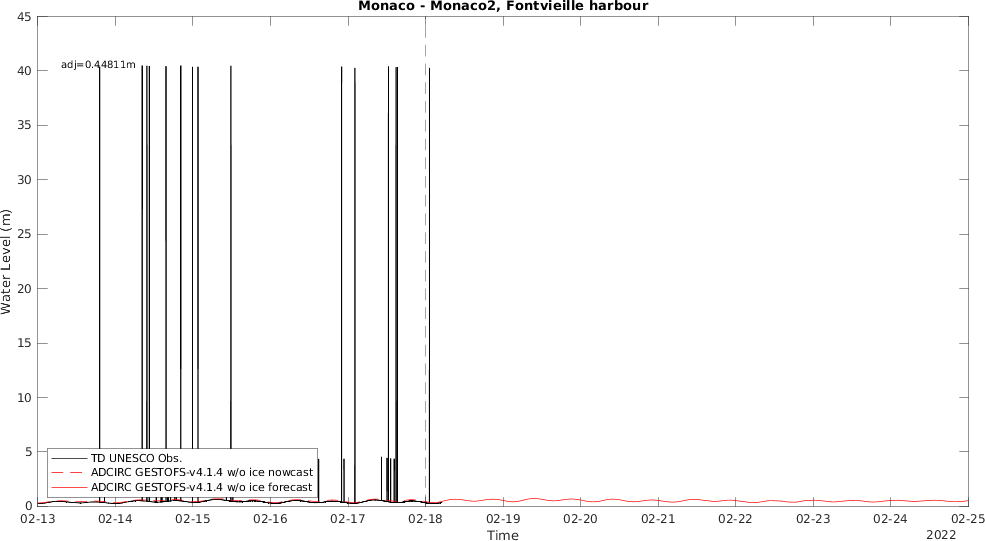 Monaco - Monaco2, Fontvieille harbour
45
40
35
30
25
20
15
10
5
0
Water Level (m)
adj=0.44811m
TD UNESCO Obs.
ADCIRC GESTOFS-v4.1.4 w/o ice nowcast
ADCIRC GESTOFS-v4.1.4 w/o ice forecast
02-13 02-14 02-15 02-16 02-17 02-18 02-19 02-20 02-21 02-22 02-23 02-24 02-25
Time
2022